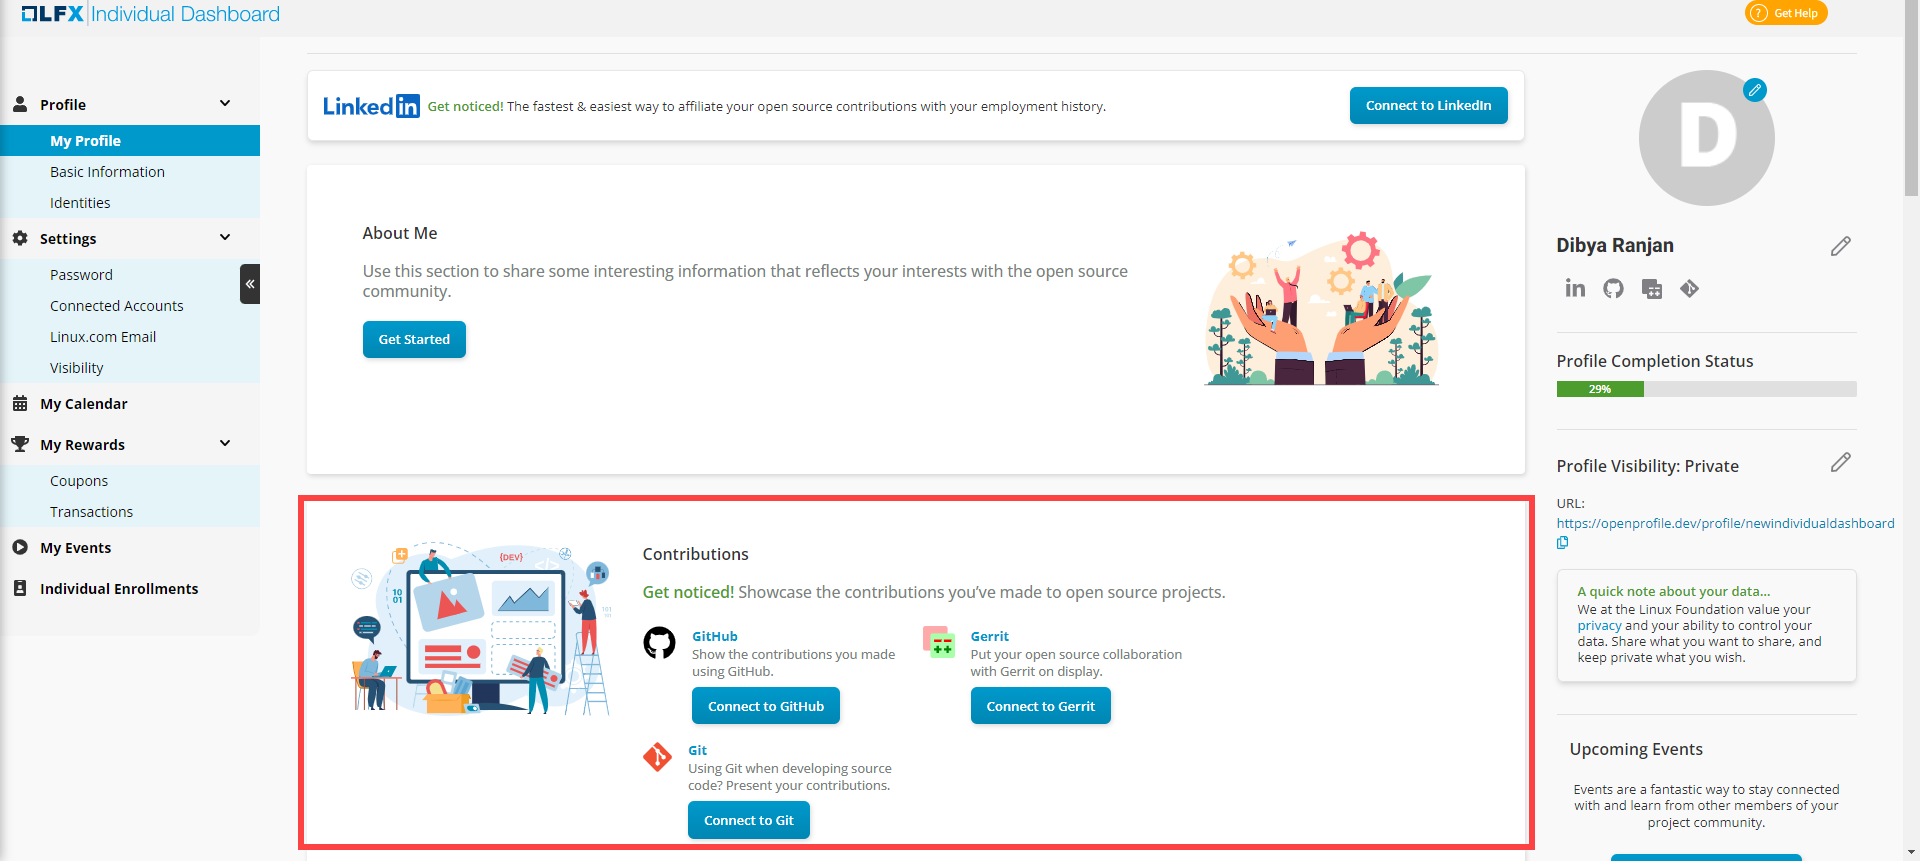 LFX Individual Dashboard
? Get Help
Profile
My Profile
Basic Information
Identities
Settings
Password
Connected Accounts
Linux.com Email
Visibility
My Calendar
My Rewards
Coupons
Transactions
My Events
Individual Enrollments
Linked in Get noticed! The fastest & easiest way to affiliate your open source contributions with your employment history.
Connect to LinkedIn
About Me
Use this section to share some interesting information that reflects your interests with the open source
community.
Get Started
{DEV}
</>
10
01
101
101
Contributions
Get noticed! Showcase the contributions you’ve made to open source projects.
GitHub
Show the contributions you made
using GitHub.
Connect to GitHub
Gerrit
Put your open source collaboration
with Gerrit on display.
Connect to Gerrit
Git
Using Git when developing source
code? Present your contributions.
Connect to Git
D
Dibya Ranjan
in
Profile Completion Status
29%
Profile Visibility: Private
URL:
https://openprofile.dev/profile/newindividualdashboard
A quick note about your data...
We at the Linux Foundation value your
privacy and your ability to control your
data. Share what you want to share, and
keep private what you wish.
Upcoming Events
Events are a fantastic way to stay connected
with and learn from other members of your
project community.